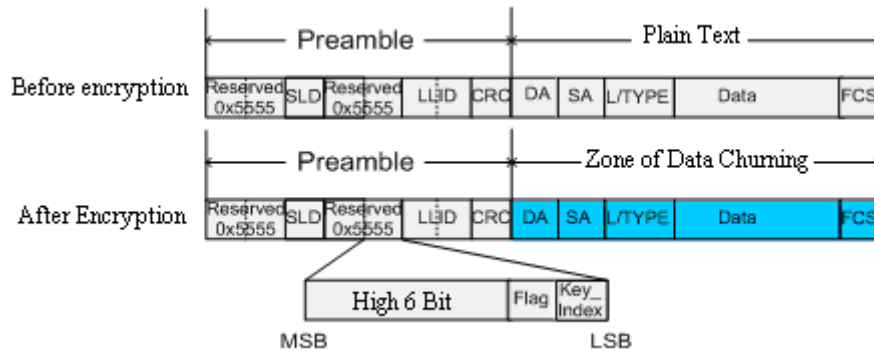 Preamble Plain Text
Before encryption Reserved 0x5555 SLD Reserved 0x5555 LLID CRC DA SA L/TYPE Data FCS
Preamble Zone of Data Churning
After Encryption Reserved 0x5555 SLD Reserved 0x5555 LLID CRC DA SA L/TYPE Data FCS
High 6 Bit Flag Key_Index
MSB LSB